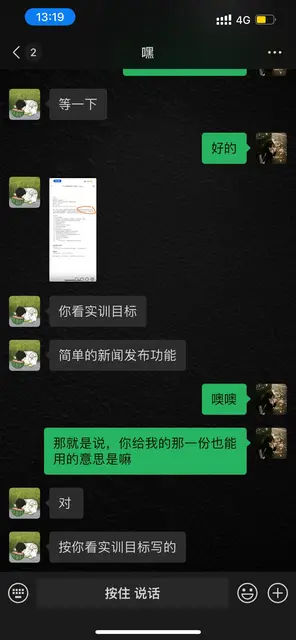 13:19
4G
2
嘿
等一下
好的
你看实训目标
简单的新闻发布功能
噢噢
那就是说，你给我的那一份也能
用的意思是嘛
对
按你看实训目标写的
按住 说话